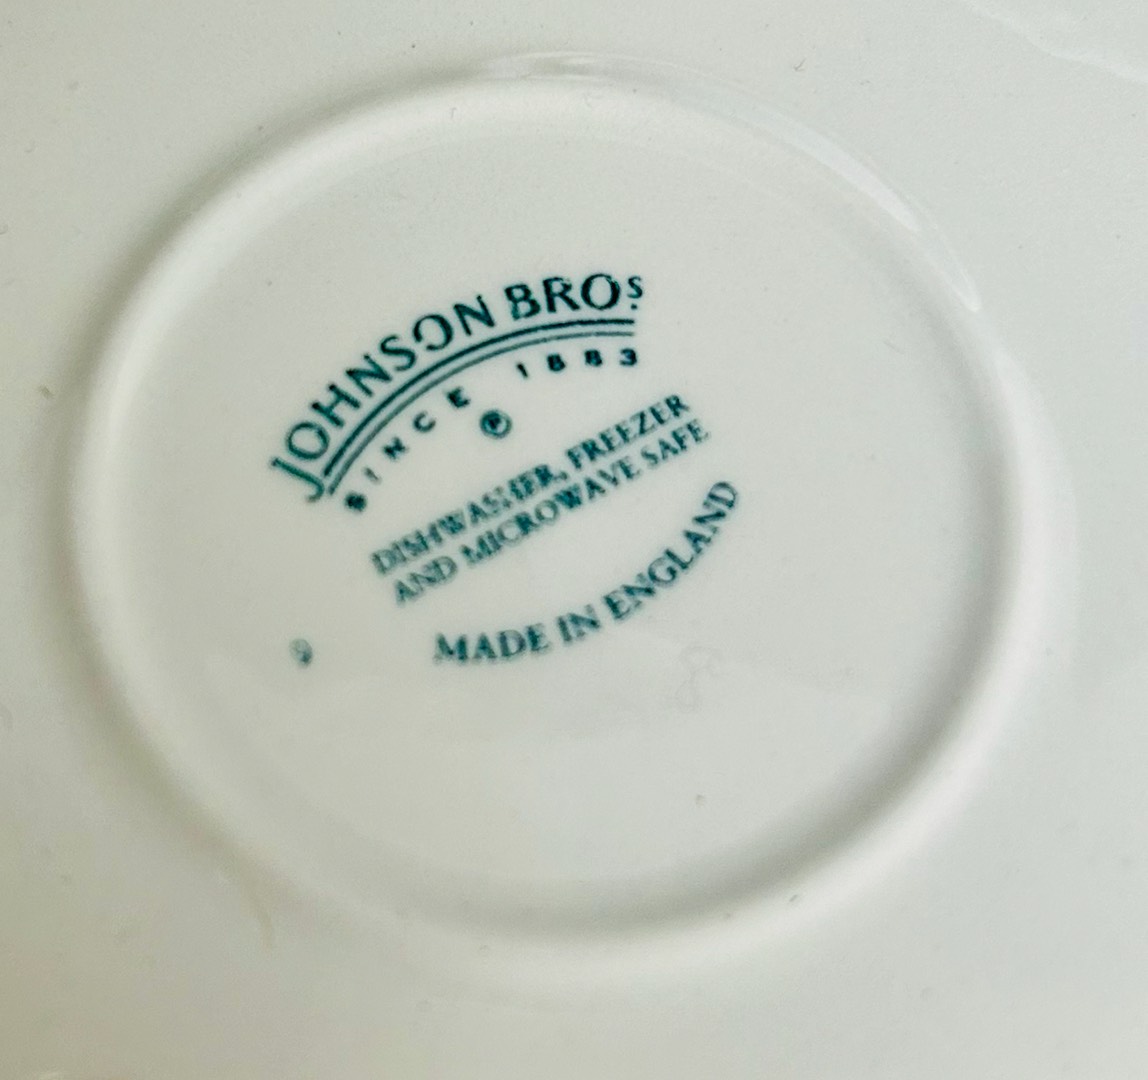 JOHNSON BROS.
SINCE 1883
®
DISHWASHER, FREEZER
AND MICROWAVE SAFE
MADE IN ENGLAND
9